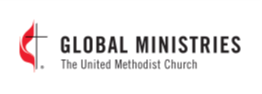 GLOBAL MINISTRIES
The United Methodist Church